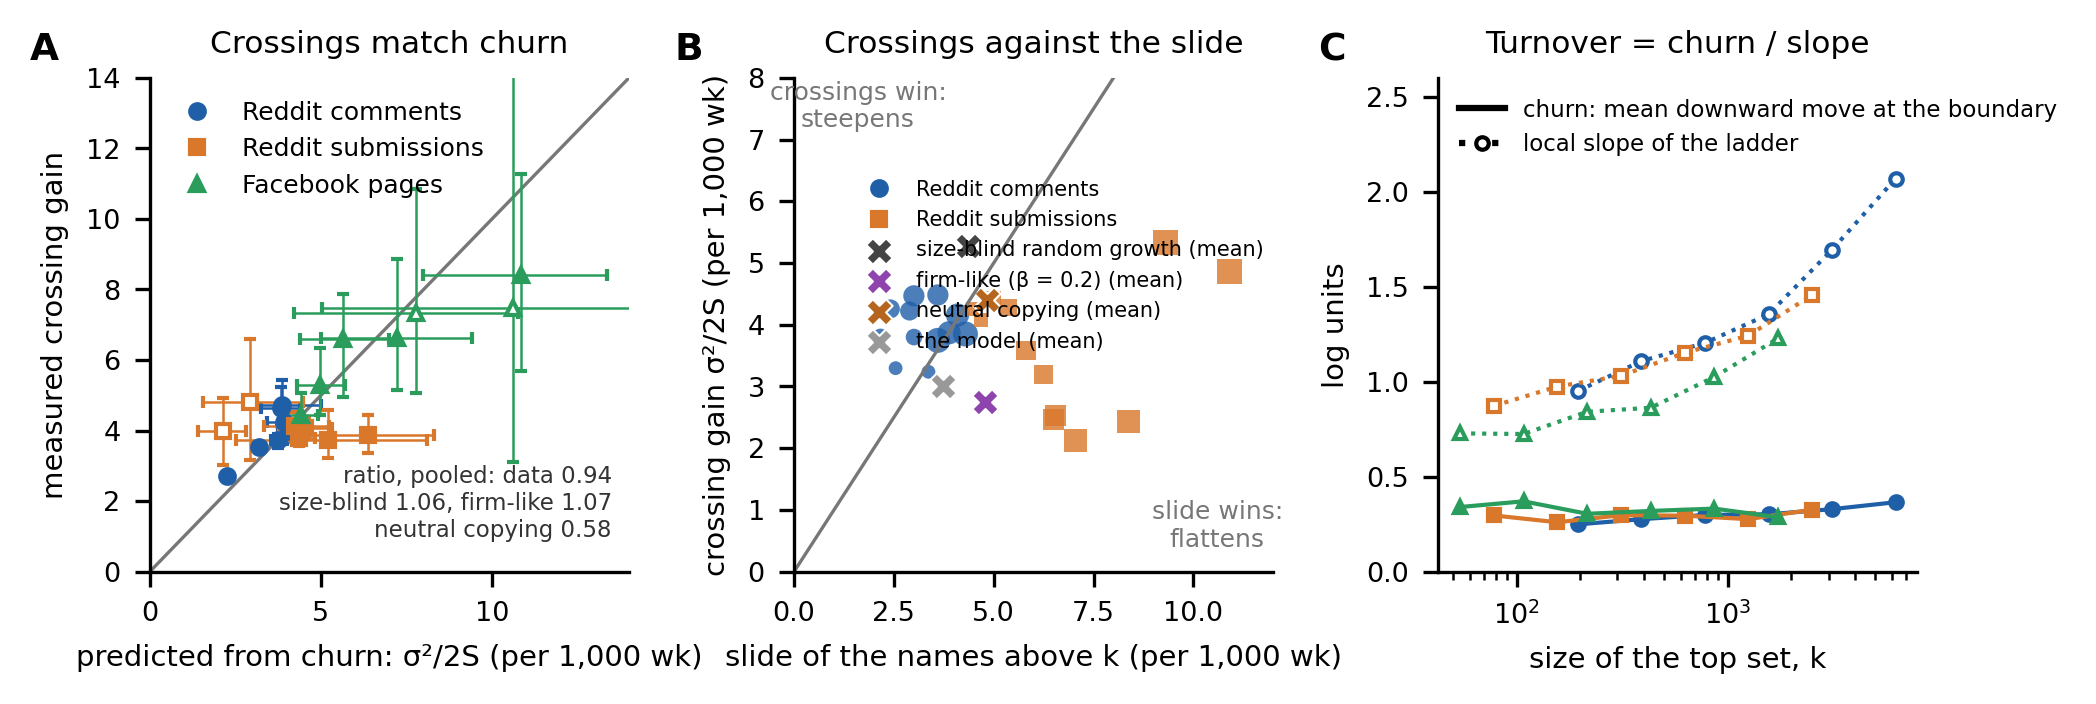 A
Crossings match churn
measured crossing gain
14
12
10
8
6
4
2
0
0
5
10
predicted from churn: σ²/2S (per 1,000 wk)
Reddit comments
Reddit submissions
Facebook pages
ratio, pooled: data 0.94
size-blind 1.06, firm-like 1.07
neutral copying 0.58
B
Crossings against the slide
crossing gain σ²/2S (per 1,000 wk)
8
7
6
5
4
3
2
1
0
0.0
2.5
5.0
7.5
10.0
slide of the names above k (per 1,000 wk)
crossings win:
steepens
Reddit comments
Reddit submissions
size-blind random growth (mean)
firm-like (β = 0.2) (mean)
neutral copying (mean)
the model (mean)
slide wins:
flattens
C
Turnover = churn / slope
log units
2.5
2.0
1.5
1.0
0.5
0.0
10²
10³
size of the top set, k
churn: mean downward move at the boundary
local slope of the ladder